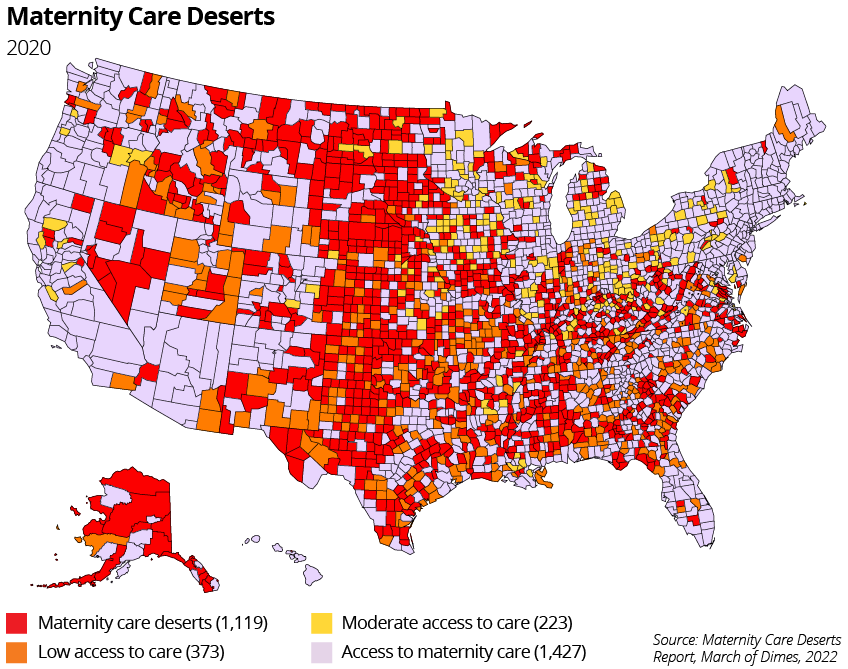 Maternity Care Deserts
2020
Maternity care deserts (1,119)
Low access to care (373)
Moderate access to care (223)
Access to maternity care (1,427)
Source: Maternity Care Deserts
Report, March of Dimes, 2022